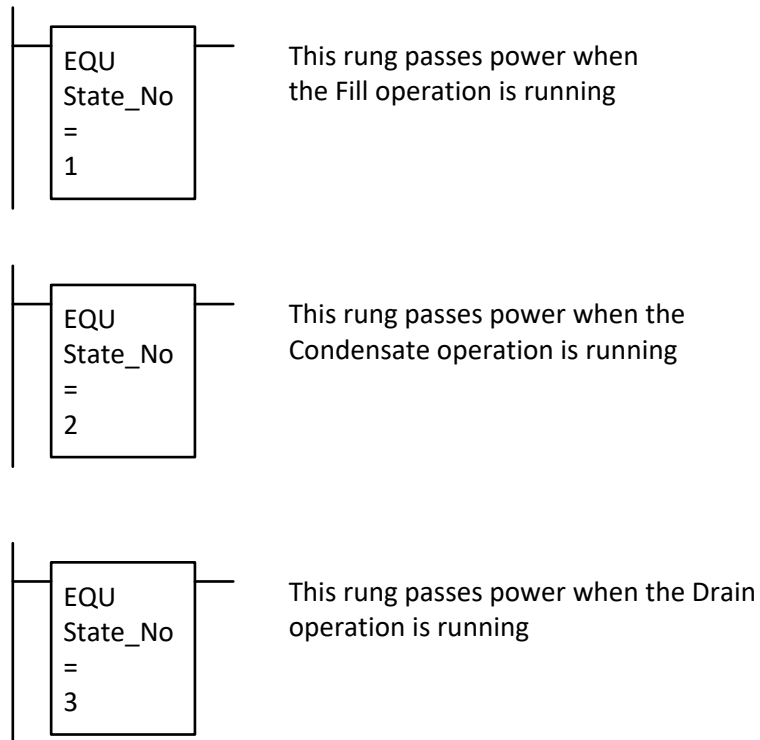 EQU
State_No
=
1
This rung passes power when
the Fill operation is running
EQU
State_No
=
2
This rung passes power when the
Condensate operation is running
EQU
State_No
=
3
This rung passes power when the Drain
operation is running